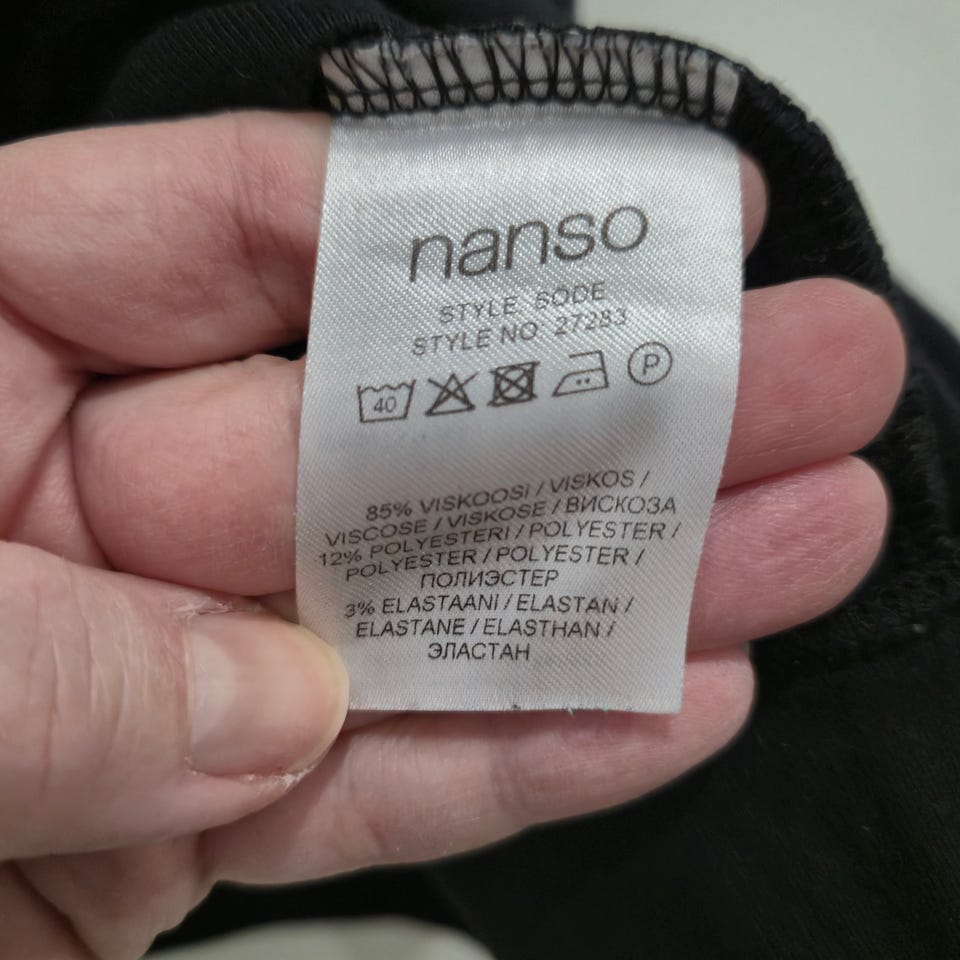 nanso
STYLE: SODE
STYLE NO 27283
40 P
85% VISKOOSI / VISKOS /
VISCOSE / VISKOSE / ВИСКОЗА
12% POLYESTERI / POLYESTER /
POLYESTER / POLYESTER /
ПОЛИЭСТЕР
3% ELASTAANI / ELASTAN /
ELASTANE / ELASTHAN /
ЭЛАСТАН